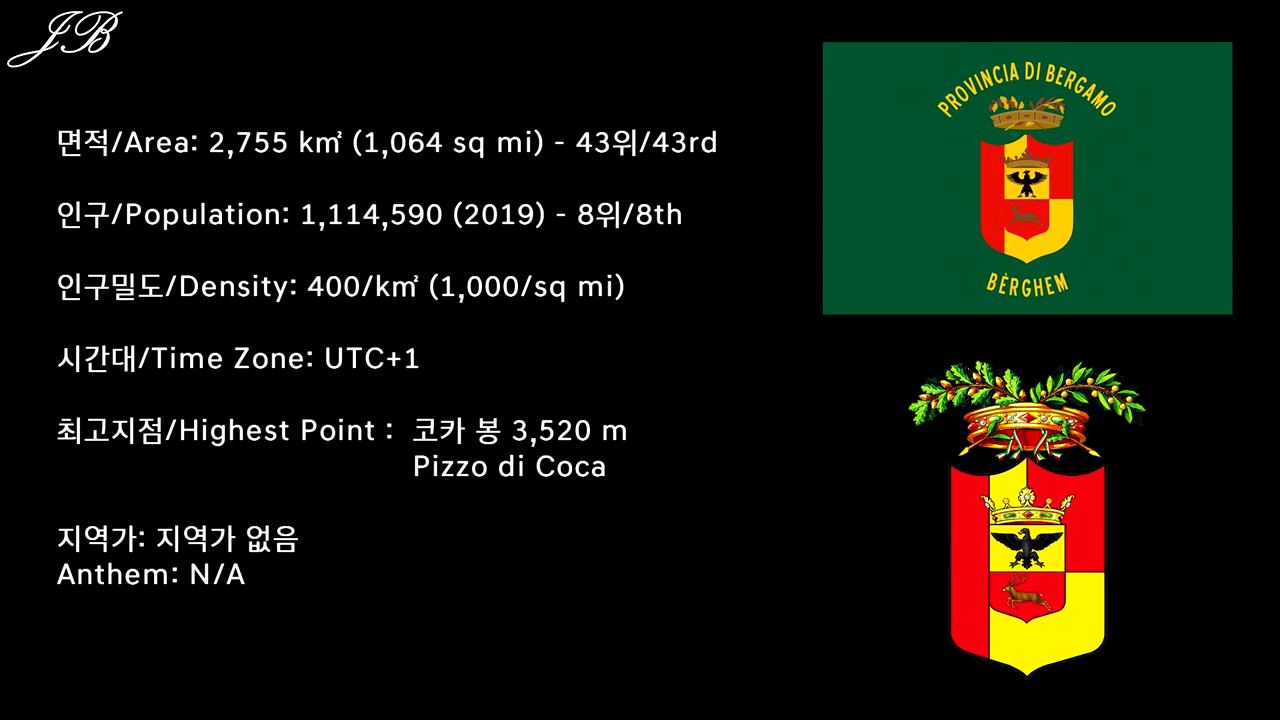 JB
면적/Area: 2,755 ㎢ (1,064 sq mi) - 43위/43rd
인구/Population: 1,114,590 (2019) - 8위/8th
인구밀도/Density: 400/㎢ (1,000/sq mi)
시간대/Time Zone: UTC+1
최고지점/Highest Point : 코카 봉 3,520 m
Pizzo di Coca
지역가: 지역가 없음
Anthem: N/A
PROVINCIA DI BERGAMO
BÈRGHEM